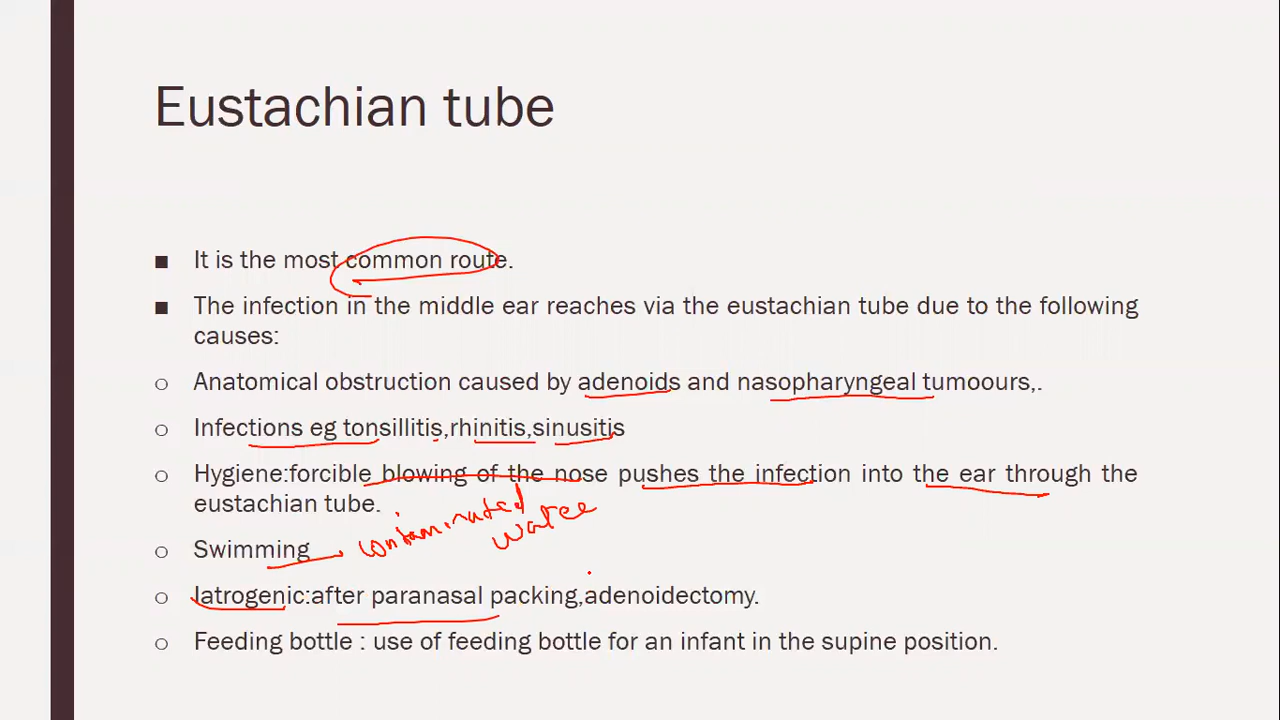 Eustachian tube
■ It is the most common route.
■ The infection in the middle ear reaches via the eustachian tube due to the following
causes:
o Anatomical obstruction caused by adenoids and nasopharyngeal tumoours,.
o Infections eg tonsillitis,rhinitis,sinusitis
o Hygiene:forcible blowing of the nose pushes the infection into the ear through the
eustachian tube.
o Swimming contaminated water
o Iatrogenic:after paranasal packing,adenoidectomy.
o Feeding bottle : use of feeding bottle for an infant in the supine position.